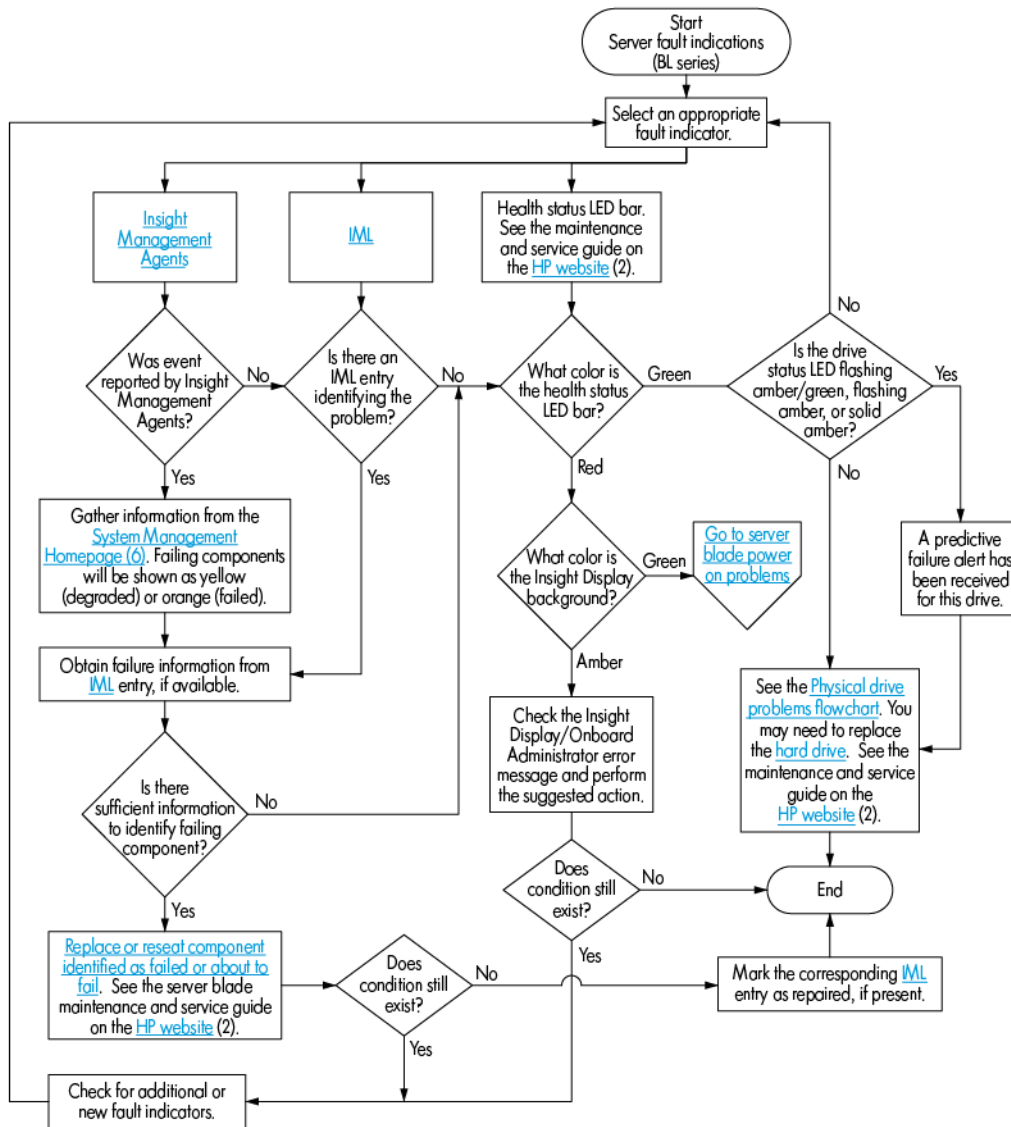 Start
Server fault indications
(BL series)
Select an appropriate
fault indicator.
Insight
Management
Agents
IML
Health status LED bar.
See the maintenance
and service guide on
the HP website (2).
Was event
reported by Insight
Management
Agents?
No
Is there an
IML entry
identifying the
problem?
No
What color is
the health status
LED bar?
Green
No
Is the drive
status LED flashing
amber/green, flashing
amber, or solid
amber?
Yes
No
Yes
Yes
Red
Gather information from the
System Management
Homepage (6). Failing components
will be shown as yellow
(degraded) or orange (failed).
What color is
the Insight Display
background?
Green
Go to server
blade power
on problems
A predictive
failure alert has
been received
for this drive.
Amber
Obtain failure information from
IML entry, if available.
Check the Insight
Display/Onboard
Administrator error
message and perform
the suggested action.
See the Physical drive
problems flowchart. You
may need to replace
the hard drive. See the
maintenance and service
guide on the
HP website (2).
Is there
sufficient information
to identify failing
component?
No
Yes
Does
condition still
exist?
No
Yes
End
Replace or reseat component
identified as failed or about to
fail. See the server blade
maintenance and service guide
on the HP website (2).
Does
condition still
exist?
No
Yes
Mark the corresponding IML
entry as repaired, if present.
Check for additional or
new fault indicators.